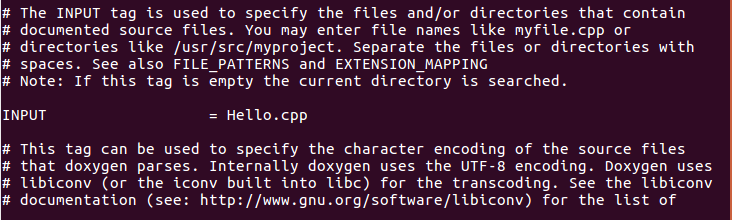 # The INPUT tag is used to specify the files and/or directories that contain
# documented source files. You may enter file names like myfile.cpp or
# directories like /usr/src/myproject. Separate the files or directories with
# spaces. See also FILE_PATTERNS and EXTENSION_MAPPING
# Note: If this tag is empty the current directory is searched.
INPUT                  = Hello.cpp
# This tag can be used to specify the character encoding of the source files
# that doxygen parses. Internally doxygen uses the UTF-8 encoding. Doxygen uses
# libiconv (or the iconv built into libc) for the transcoding. See the libiconv
# documentation (see: http://www.gnu.org/software/libiconv) for the list of